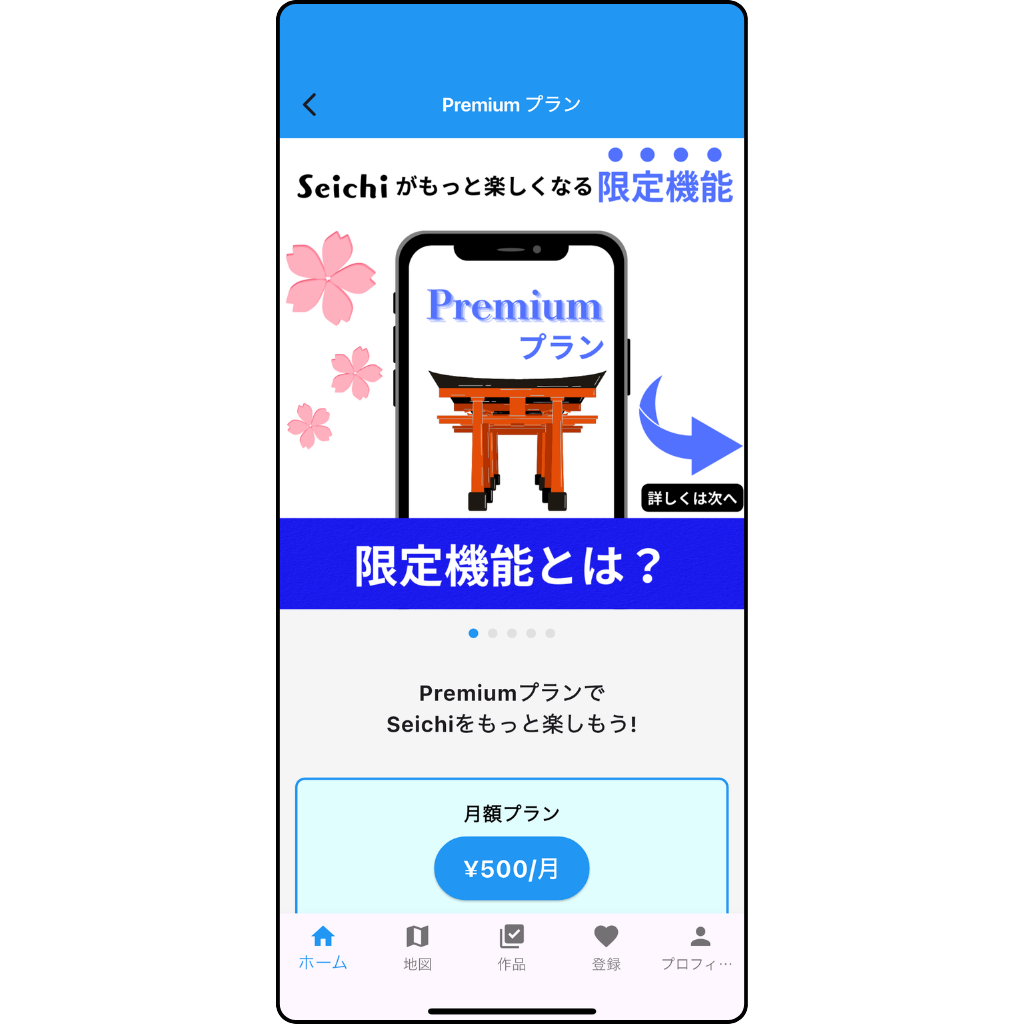 Premium プラン
Seichi がもっと楽しくなる 限定機能
Premium
プラン
詳しくは次へ
限定機能とは？
Premiumプランで
Seichiをもっと楽しもう!
月額プラン
¥500/月
ホーム
地図
作品
登録
プロフィ…